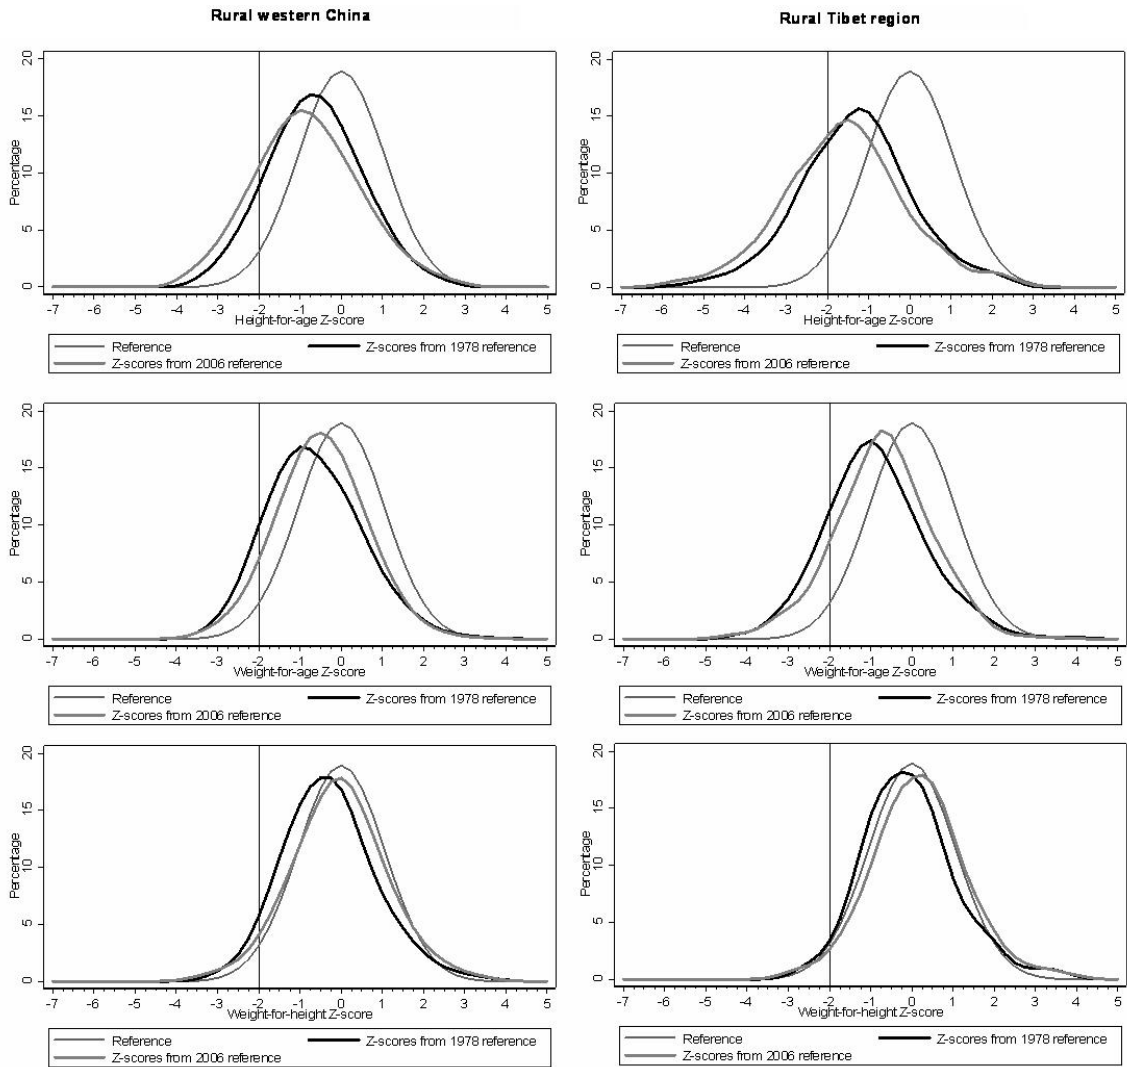 Rural western China
Rural Tibet region
20
15
10
5
0
Percentage
-7 -6 -5 -4 -3 -2 -1 0 1 2 3 4 5
Height-for-age Z-score
Reference
Z-scores from 1978 reference
Z-scores from 2006 reference
20
15
10
5
0
Percentage
-7 -6 -5 -4 -3 -2 -1 0 1 2 3 4 5
Height-for-age Z-score
Reference
Z-scores from 1978 reference
Z-scores from 2006 reference
20
15
10
5
0
Percentage
-7 -6 -5 -4 -3 -2 -1 0 1 2 3 4 5
Weight-for-age Z-score
Reference
Z-scores from 1978 reference
Z-scores from 2006 reference
20
15
10
5
0
Percentage
-7 -6 -5 -4 -3 -2 -1 0 1 2 3 4 5
Weight-for-age Z-score
Reference
Z-scores from 1978 reference
Z-scores from 2006 reference
20
15
10
5
0
Percentage
-7 -6 -5 -4 -3 -2 -1 0 1 2 3 4 5
Weight-for-height Z-score
Reference
Z-scores from 1978 reference
Z-scores from 2006 reference
20
15
10
5
0
Percentage
-7 -6 -5 -4 -3 -2 -1 0 1 2 3 4 5
Weight-for-height Z-score
Reference
Z-scores from 1978 reference
Z-scores from 2006 reference